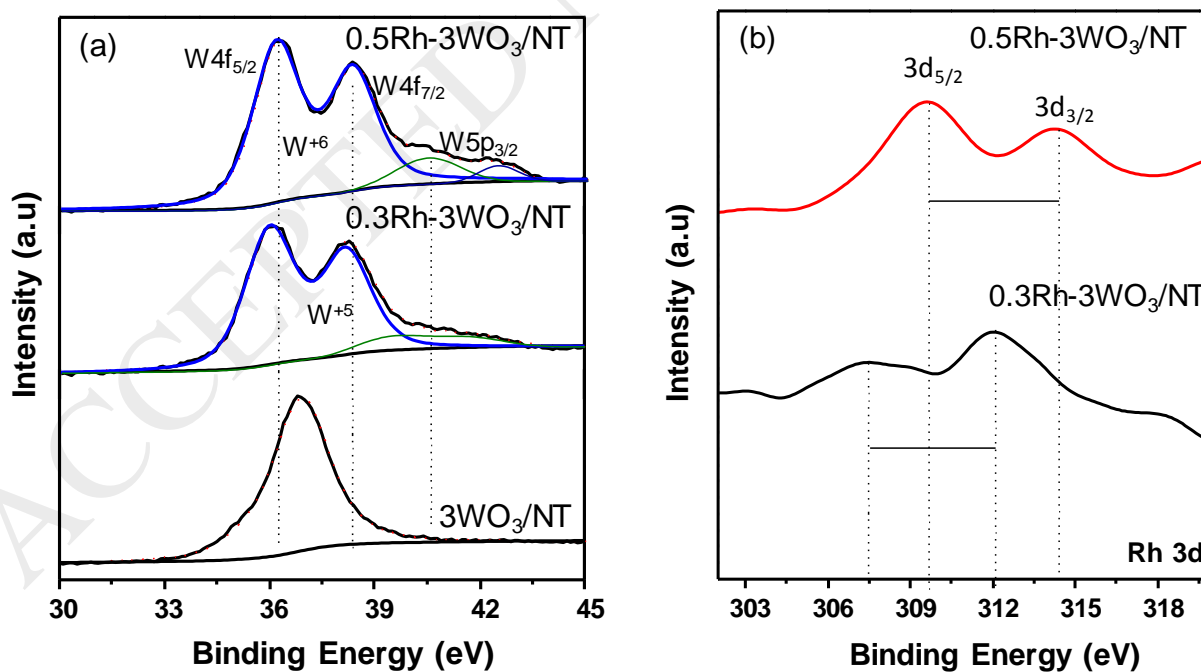 (a)
0.5Rh-3WO₃/NT
W4f₅/₂
W4f₇/₂
W⁺⁶
W5p₃/₂
0.3Rh-3WO₃/NT
W⁺⁵
3WO₃/NT
Intensity (a.u)
30 33 36 39 42 45
Binding Energy (eV)
(b)
0.5Rh-3WO₃/NT
3d₅/₂
3d₃/₂
0.3Rh-3WO₃/NT
Rh 3d
Intensity (a.u)
303 306 309 312 315 318
Binding Energy (eV)
ACCEPTED